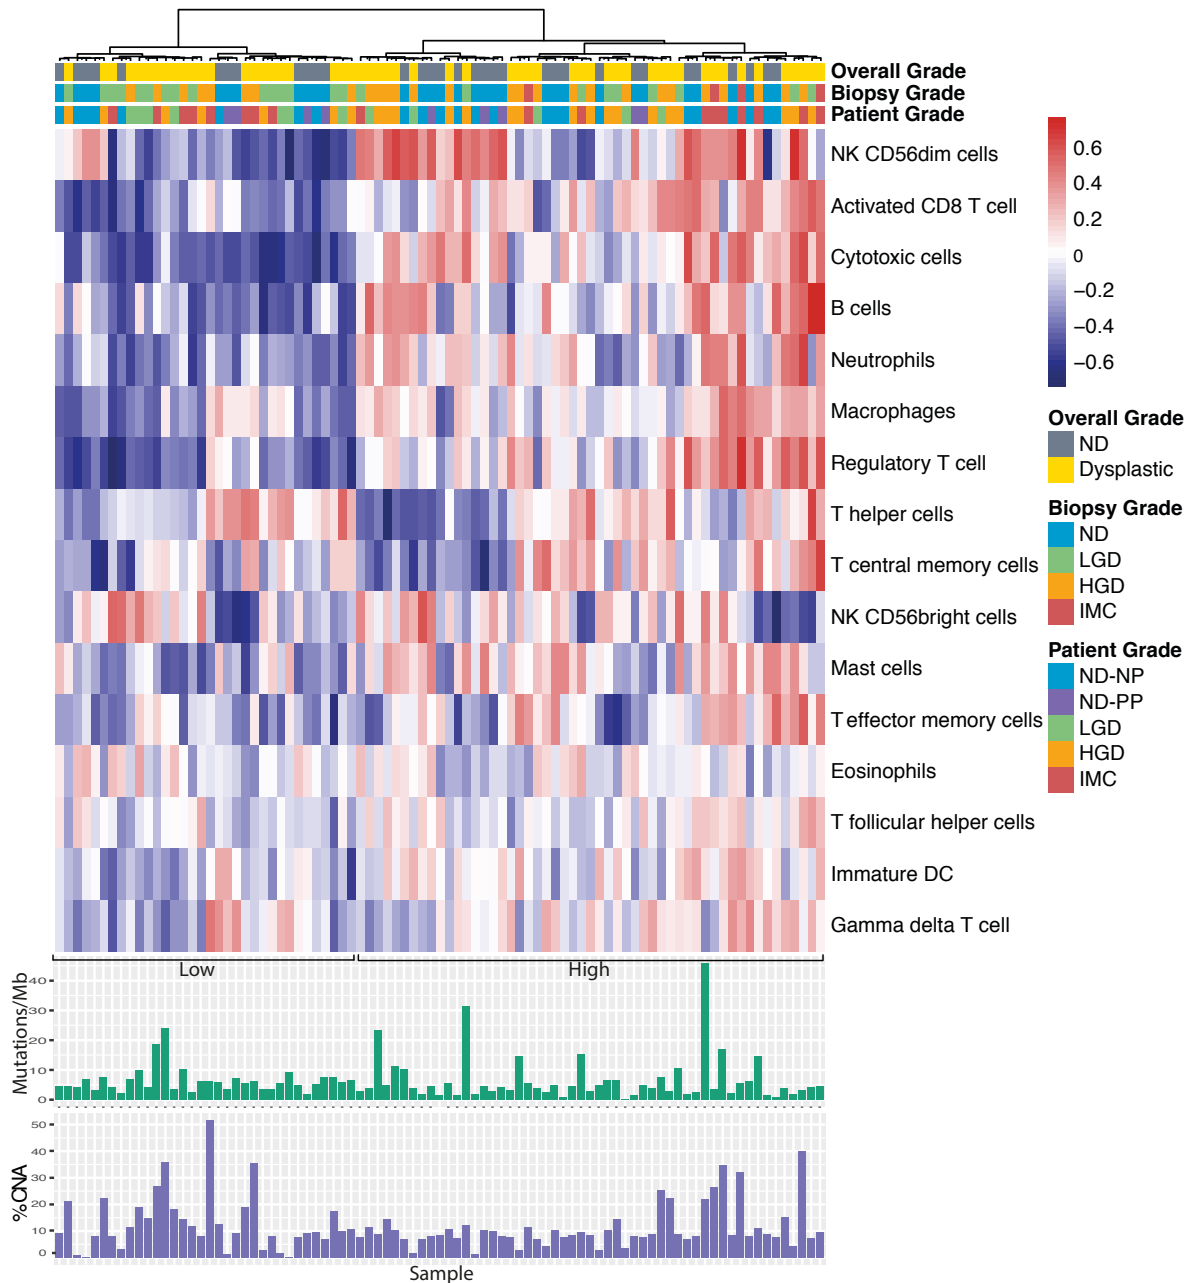 Overall Grade
Biopsy Grade
Patient Grade
NK CD56dim cells
Activated CD8 T cell
Cytotoxic cells
B cells
Neutrophils
Macrophages
Regulatory T cell
T helper cells
T central memory cells
NK CD56bright cells
Mast cells
T effector memory cells
Eosinophils
T follicular helper cells
Immature DC
Gamma delta T cell
0.6
0.4
0.2
0
−0.2
−0.4
−0.6
Overall Grade
ND
Dysplastic
Biopsy Grade
ND
LGD
HGD
IMC
Patient Grade
ND-NP
ND-PP
LGD
HGD
IMC
Low
High
Mutations/Mb
40
30
20
10
0
%CNA
50
40
30
20
10
0
Sample